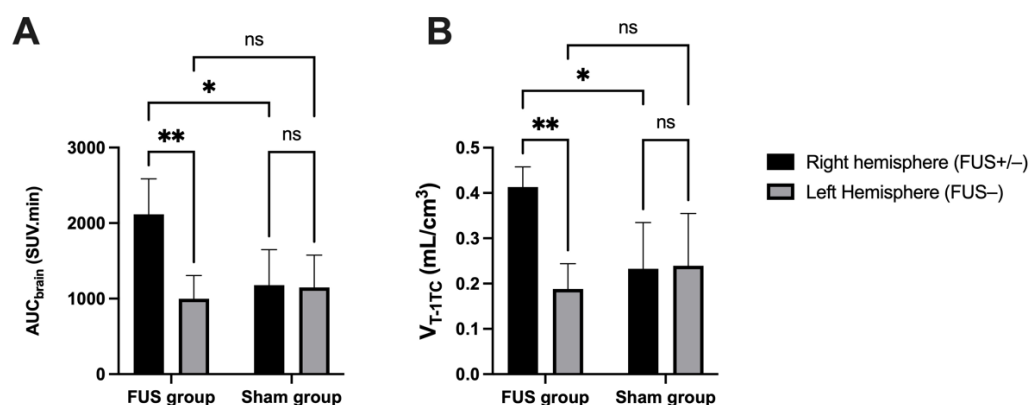 A
ns
*
**
ns
AUCbrain (SUV.min)
3000
2000
1000
0
FUS group
Sham group
B
ns
*
**
ns
VT-1TC (mL/cm³)
0.5
0.4
0.3
0.2
0.1
0.0
FUS group
Sham group
Right hemisphere (FUS+/–)
Left Hemisphere (FUS–)